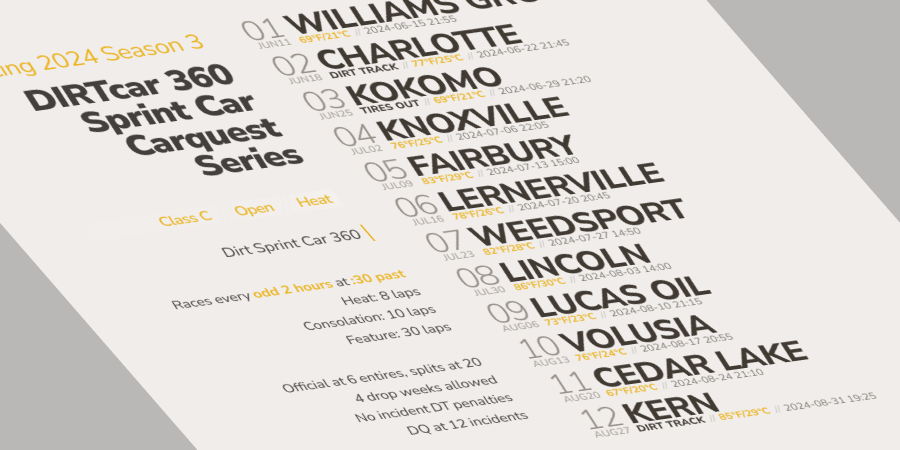 ing 2024 Season 3
DIRTcar 360
Sprint Car
Carquest
Series
Class C Open Heat
Dirt Sprint Car 360
Races every odd 2 hours at :30 past
Heat: 8 laps
Consolation: 10 laps
Feature: 30 laps
Official at 6 entires, splits at 20
4 drop weeks allowed
No incident DT penalties
DQ at 12 incidents
01 WILLIAMS GRO
JUN11 69°F/21°C // 2024-06-15 21:55
02 CHARLOTTE
JUN18 DIRT TRACK // 77°F/25°C // 2024-06-22 21:45
03 KOKOMO
JUN25 TIRES OUT // 69°F/21°C // 2024-06-29 21:20
04 KNOXVILLE
JUL02 76°F/25°C // 2024-07-06 22:05
05 FAIRBURY
JUL09 83°F/29°C // 2024-07-13 15:00
06 LERNERVILLE
JUL16 78°F/26°C // 2024-07-20 20:45
07 WEEDSPORT
JUL23 82°F/28°C // 2024-07-27 14:50
08 LINCOLN
JUL30 86°F/30°C // 2024-08-03 14:00
09 LUCAS OIL
AUG06 73°F/23°C // 2024-08-10 21:15
10 VOLUSIA
AUG13 76°F/24°C // 2024-08-17 20:55
11 CEDAR LAKE
AUG20 67°F/20°C // 2024-08-24 21:10
12 KERN
AUG27 DIRT TRACK // 85°F/29°C // 2024-08-31 19:25